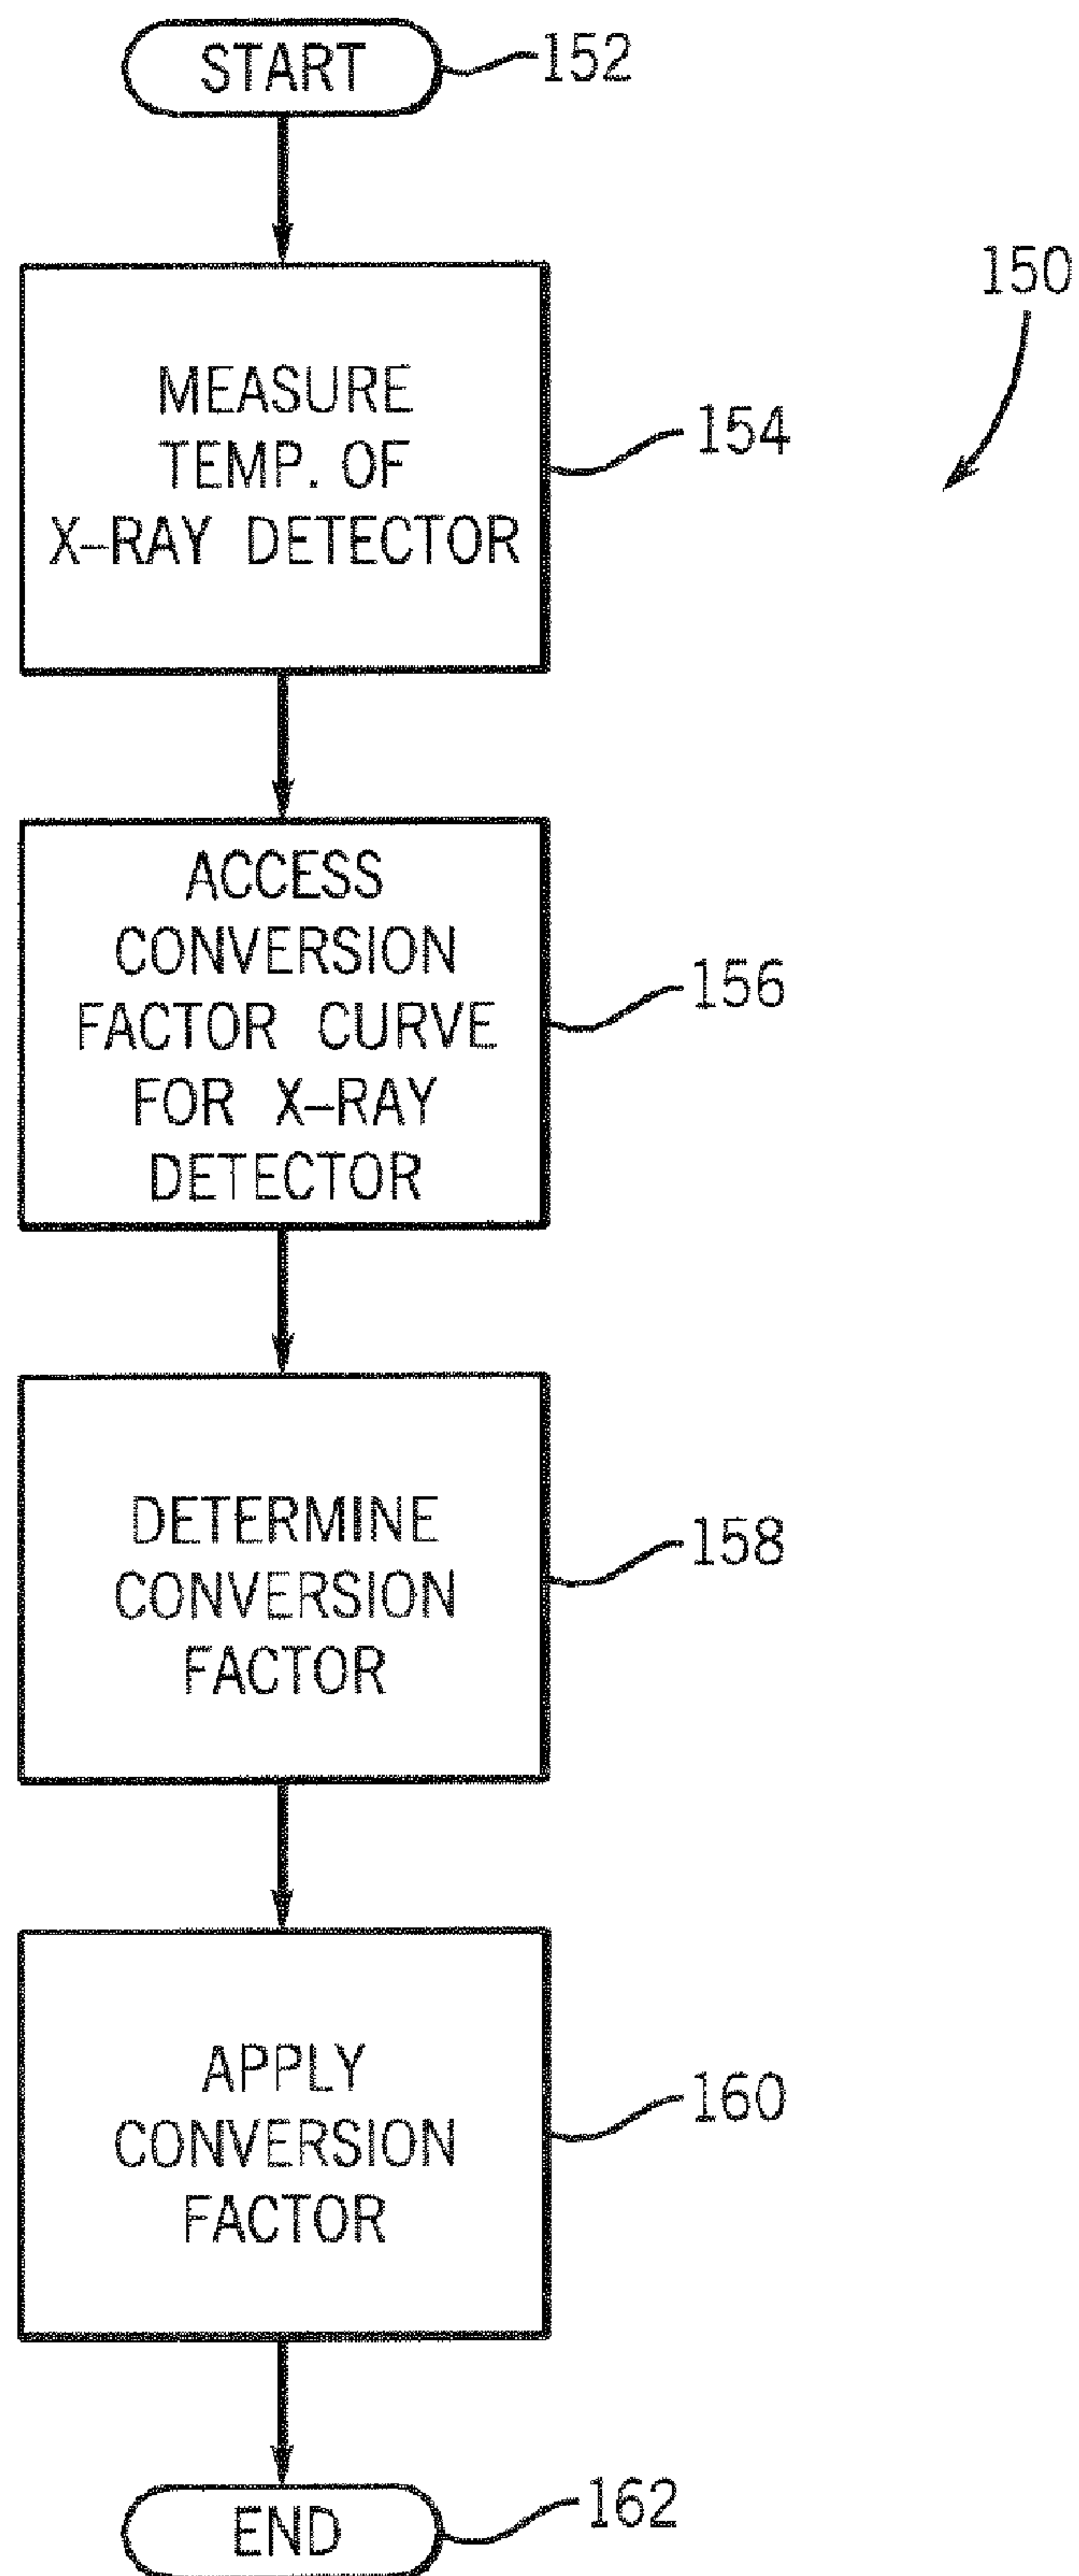 START
152
150
MEASURE
TEMP. OF
X-RAY DETECTOR
154
ACCESS
CONVERSION
FACTOR CURVE
FOR X-RAY
DETECTOR
156
DETERMINE
CONVERSION
FACTOR
158
APPLY
CONVERSION
FACTOR
160
END
162